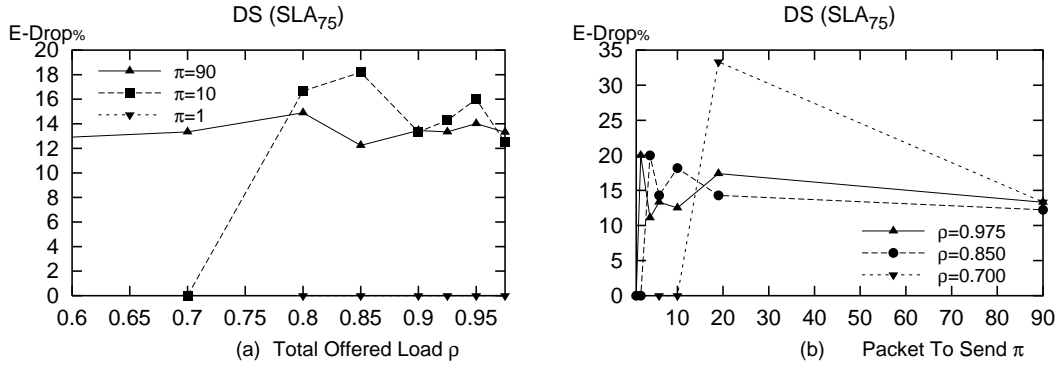 DS (SLA75)
E-Drop%
20
18
16
14
12
10
8
6
4
2
0
π=90
π=10
π=1
0.6 0.65 0.7 0.75 0.8 0.85 0.9 0.95
(a) Total Offered Load ρ
DS (SLA75)
E-Drop%
35
30
25
20
15
10
5
0
ρ=0.975
ρ=0.850
ρ=0.700
10 20 30 40 50 60 70 80 90
(b) Packet To Send π